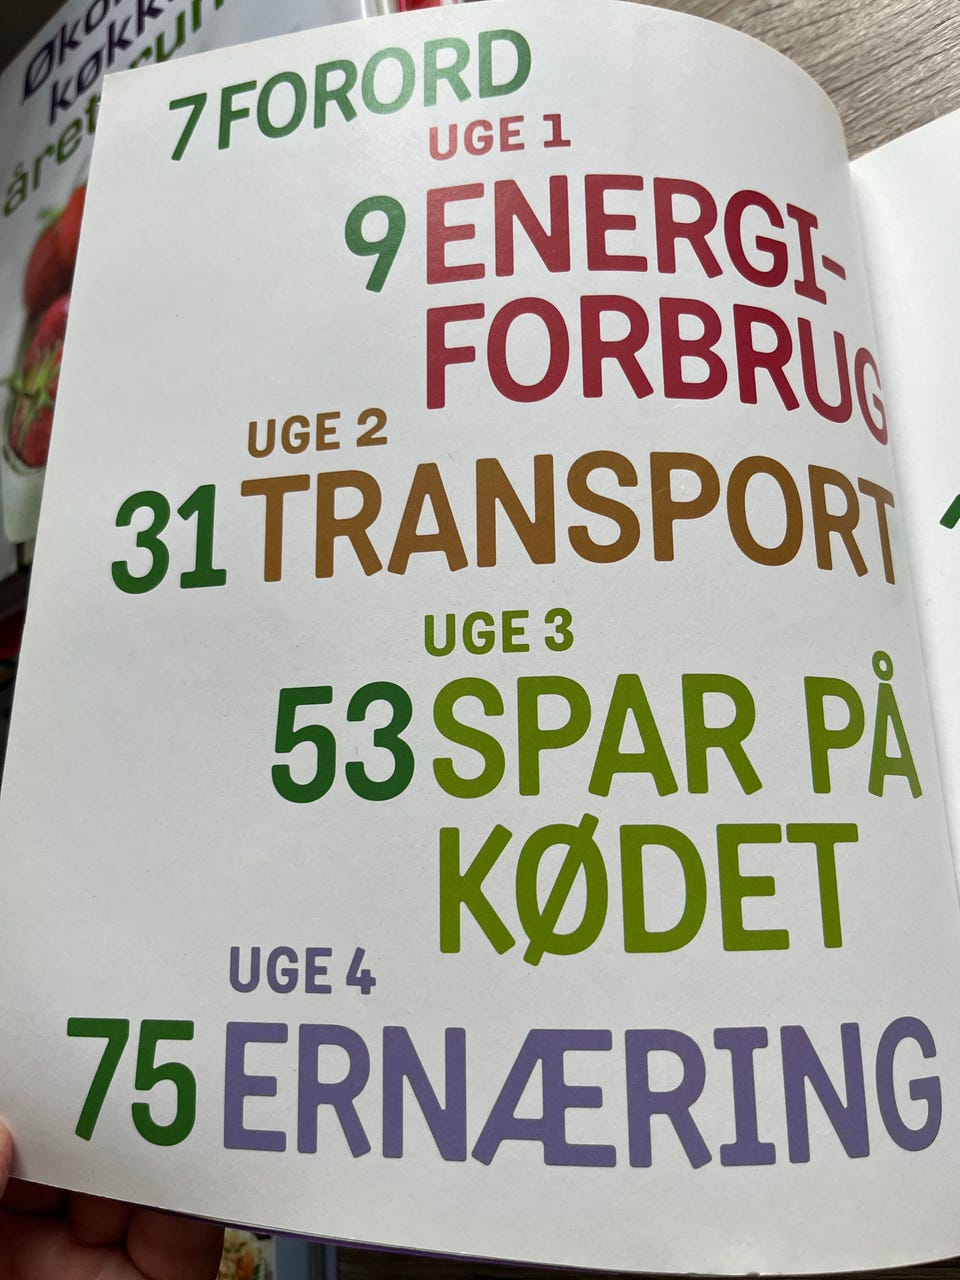 7 FORORD
UGE 1
9 ENERGI-
FORBRUG
UGE 2
31 TRANSPORT
UGE 3
53 SPAR PÅ
KØDET
UGE 4
75 ERNÆRING
året